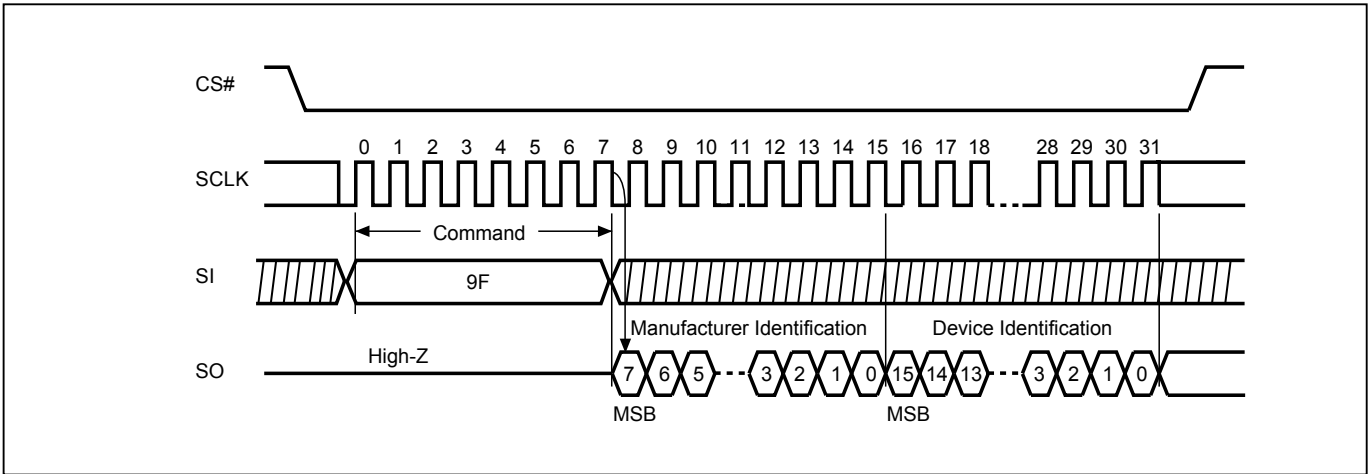 CS#
0 1 2 3 4 5 6 7 8 9 10 11 12 13 14 15 16 17 18 28 29 30 31
SCLK
Command
SI
9F
Manufacturer Identification Device Identification
High-Z
SO
7 6 5 3 2 1 0 15 14 13 3 2 1 0
MSB MSB